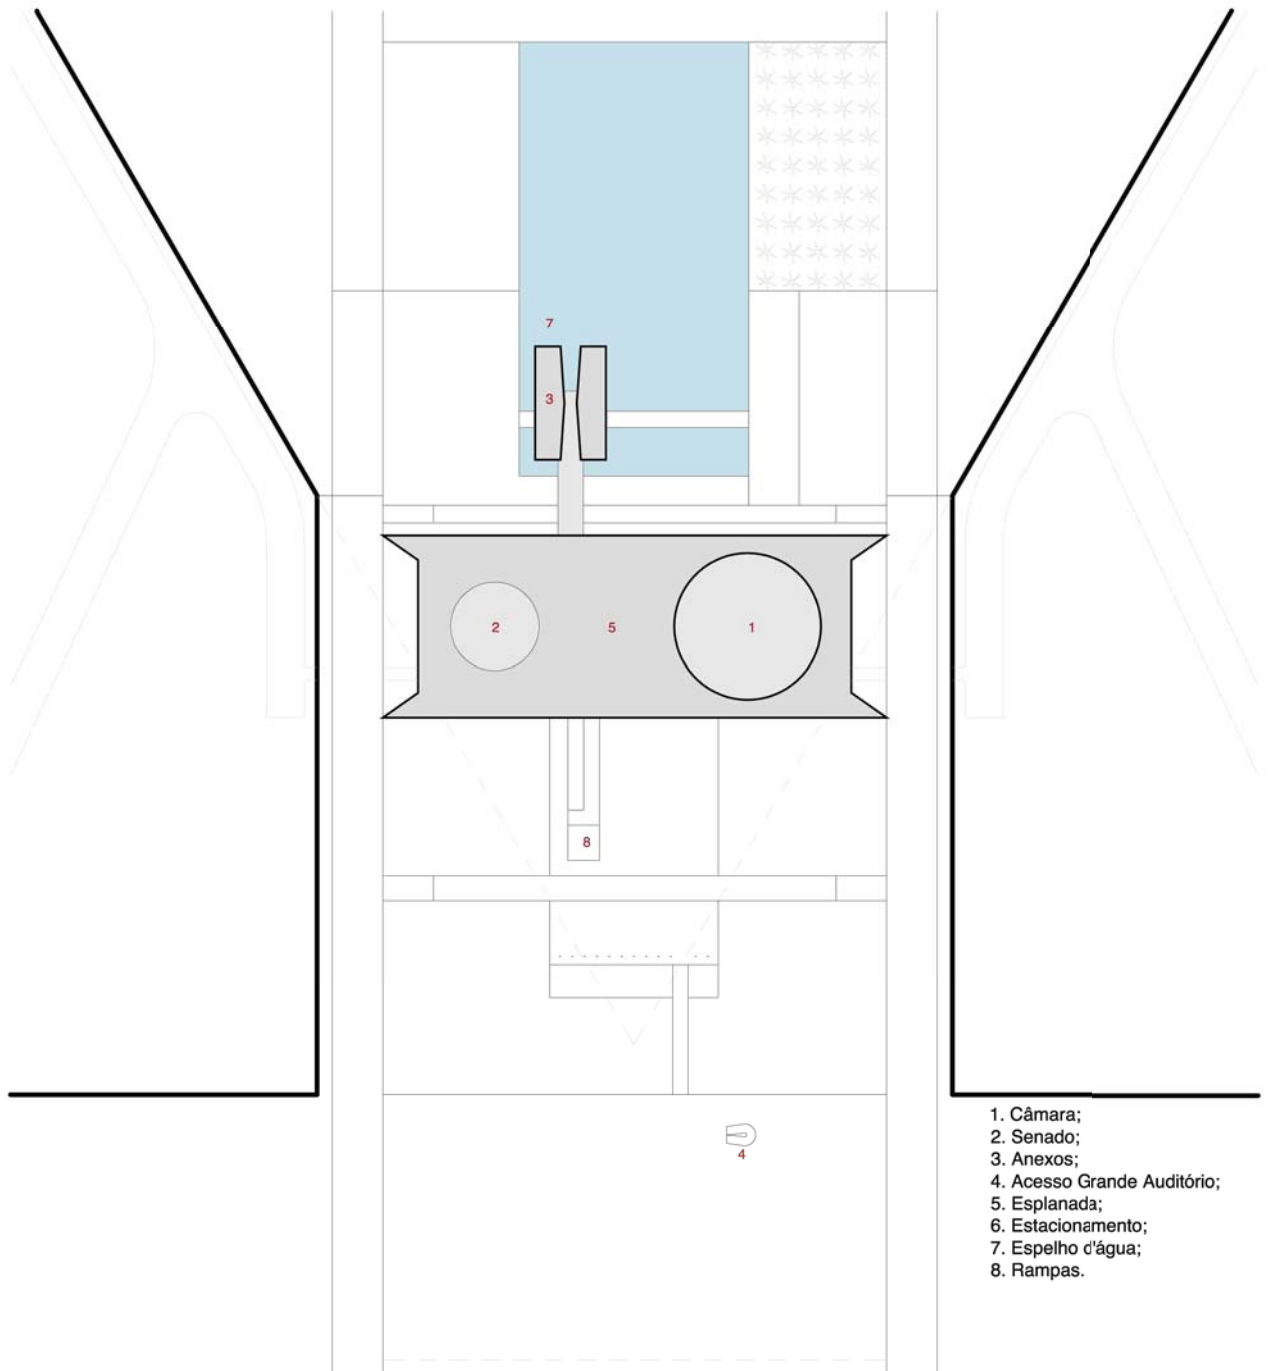 7
3
2
5
1
8
4
1. Câmara;
2. Senado;
3. Anexos;
4. Acesso Grande Auditório;
5. Esplanada;
6. Estacionamento;
7. Espelho d'água;
8. Rampas.